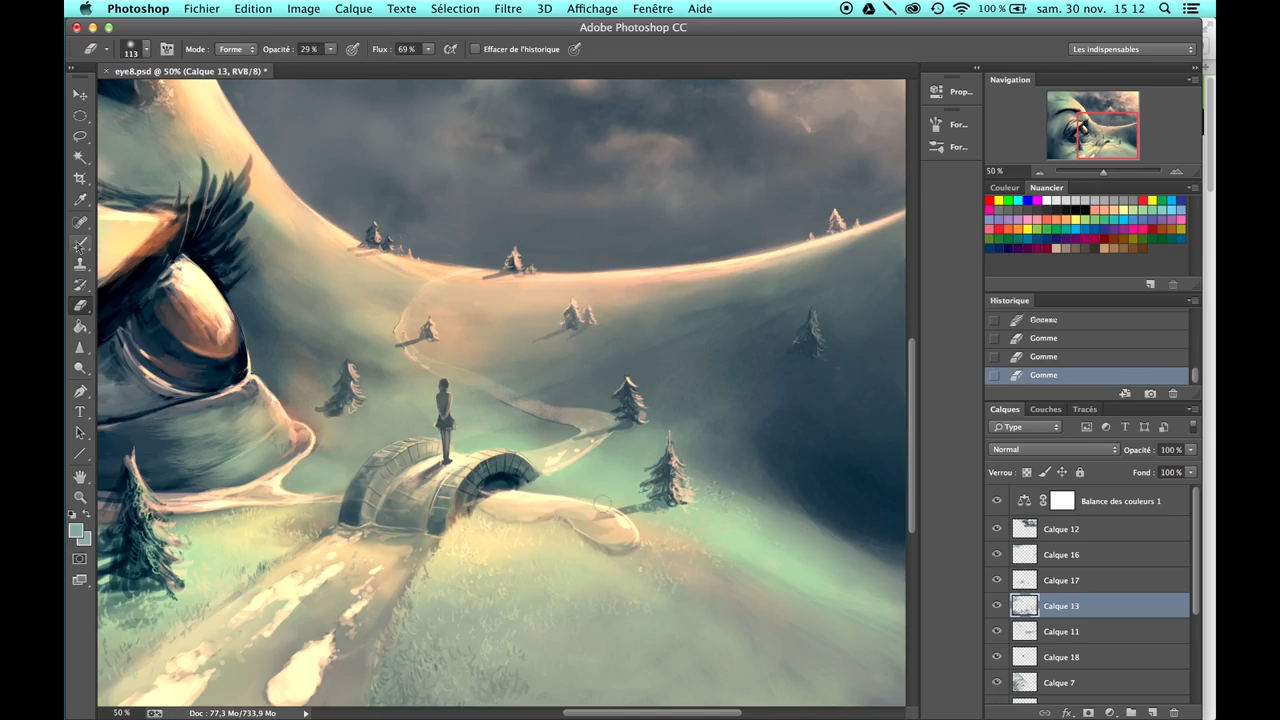 Photoshop Fichier Edition Image Calque Texte Sélection Filtre 3D Affichage Fenêtre Aide 100 % sam. 30 nov. 15 12
Adobe Photoshop CC
113 Mode : Forme Opacité : 29 % Flux : 69 % Effacer de l'historique Les indispensables
eye8.psd @ 50% (Calque 13, RVB/8) *
Navigation
Prop...
For...
For...
50 %
Couleur Nuancier
Historique
Gomme
Gomme
Gomme
Gomme
Calques Couches Tracés
Type
Normal Opacité : 100 %
Verrou : Fond : 100 %
Balance des couleurs 1
Calque 12
Calque 16
Calque 17
Calque 13
Calque 11
Calque 18
Calque 7
50 % Doc : 77,3 Mo/733,9 Mo